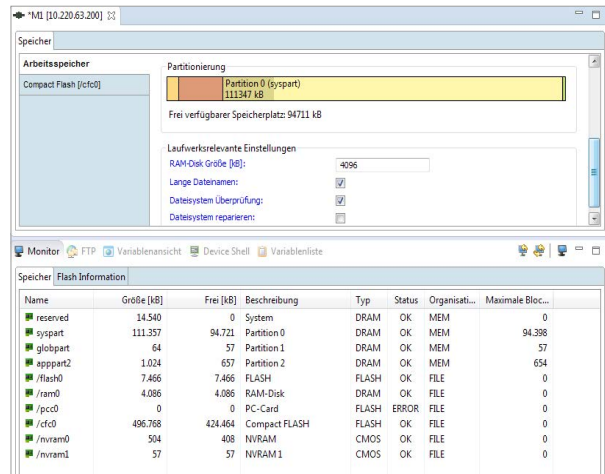 *M1 [10.220.63.200]
Speicher
Arbeitsspeicher
Compact Flash [/cfc0]
Partitionierung
Partition 0 (syspart)
111347 kB
Frei verfügbarer Speicherplatz: 94711 kB
Laufwerksrelevante Einstellungen
RAM-Disk Größe [kB]: 4096
Lange Dateinamen:
Dateisystem Überprüfung:
Dateisystem reparieren:
Monitor FTP Variablenansicht Device Shell Variablenliste
Speicher Flash Information
Name Größe [kB] Frei [kB] Beschreibung Typ Status Organisati... Maximale Bloc...
reserved 14.540 0 System DRAM OK MEM 0
syspart 111.357 94.721 Partition 0 DRAM OK MEM 94.398
globpart 64 57 Partition 1 DRAM OK MEM 57
apppart2 1.024 657 Partition 2 DRAM OK MEM 654
/flash0 7.466 7.466 FLASH FLASH OK FILE 0
/ram0 4.086 4.086 RAM-Disk DRAM OK FILE 0
/pcc0 0 0 PC-Card FLASH ERROR FILE 0
/cfc0 496.768 424.464 Compact FLASH FLASH OK FILE 0
/nvram0 504 408 NVRAM CMOS OK FILE 0
/nvram1 57 57 NVRAM1 CMOS OK FILE 0